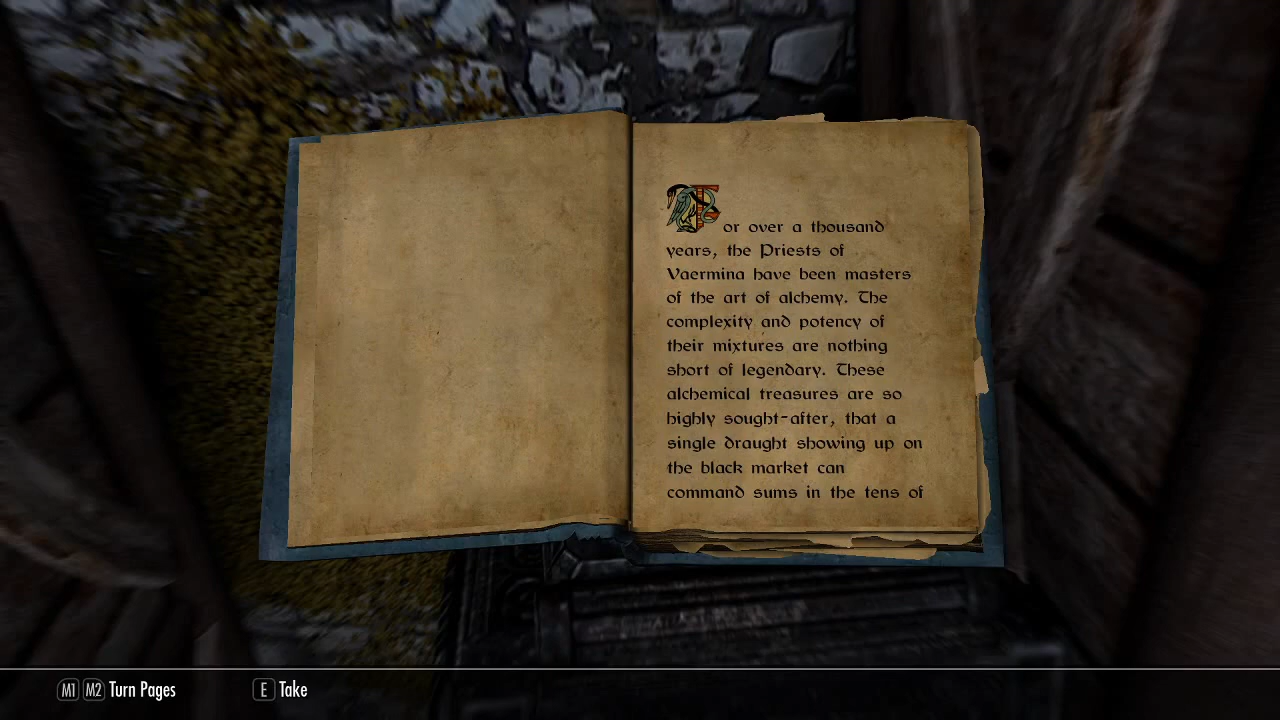 For over a thousand
years, the Priests of
Vaermina have been masters
of the art of alchemy. The
complexity and potency of
their mixtures are nothing
short of legendary. These
alchemical treasures are so
highly sought-after, that a
single draught showing up on
the black market can
command sums in the tens of
M1 M2 Turn Pages
E Take